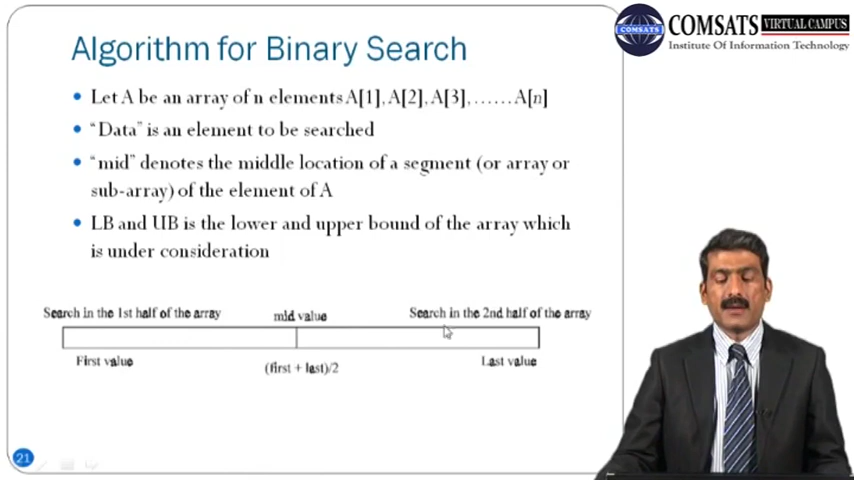 Algorithm for Binary Search
COMSATS VIRTUAL CAMPUS
Institute Of Information Technology
COMSATS
• Let A be an array of n elements A[1], A[2], A[3], ……A[n]
• "Data" is an element to be searched
• "mid" denotes the middle location of a segment (or array or
sub-array) of the element of A
• LB and UB is the lower and upper bound of the array which
is under consideration
Search in the 1st half of the array
mid value
Search in the 2nd half of the array
First value
(first + last)/2
Last value
21